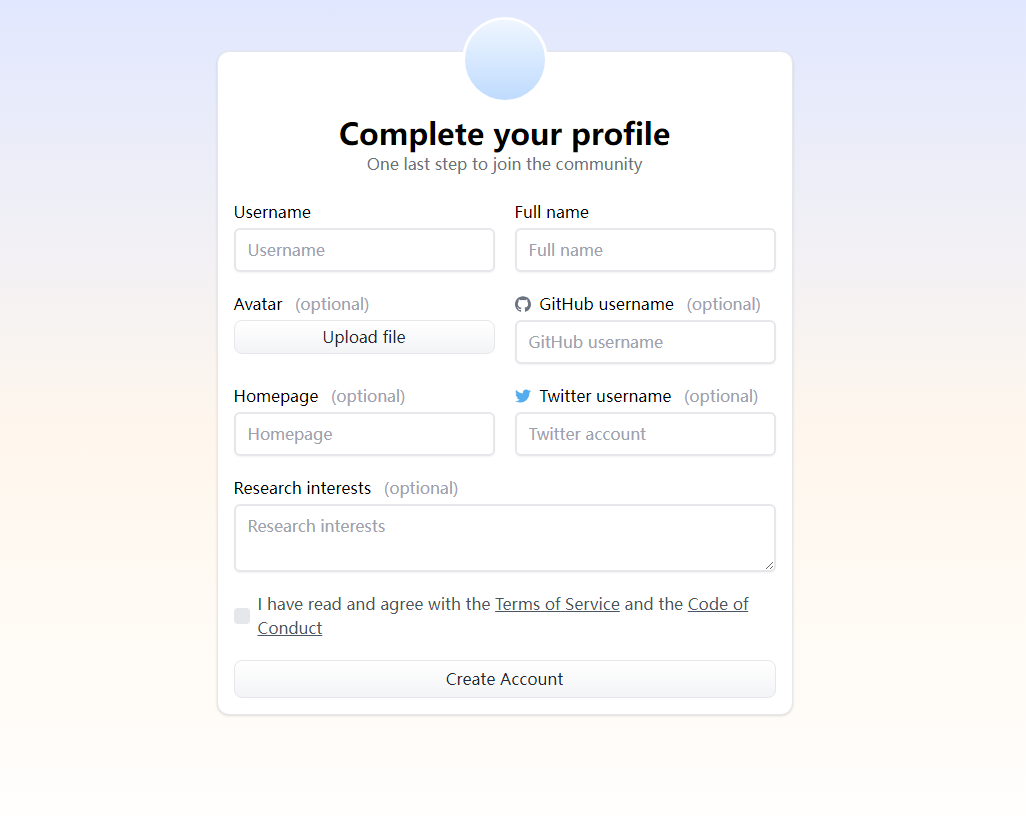 Complete your profile
One last step to join the community
Username
Full name
Username
Full name
Avatar (optional)
GitHub username (optional)
Upload file
GitHub username
Homepage (optional)
Twitter username (optional)
Homepage
Twitter account
Research interests (optional)
Research interests
I have read and agree with the Terms of Service and the Code of
Conduct
Create Account